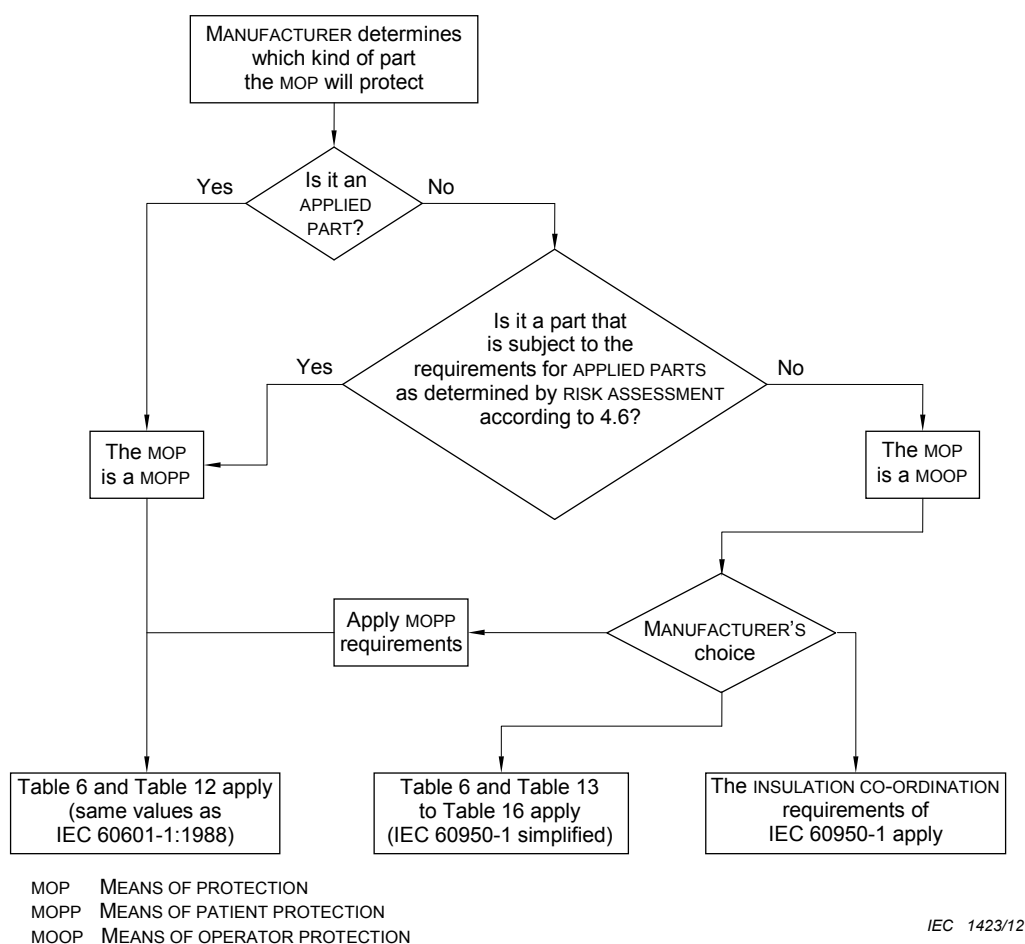 MANUFACTURER determines
which kind of part
the MOP will protect
Is it an
APPLIED
PART?
Yes
No
Is it a part that
is subject to the
requirements for APPLIED PARTS
as determined by RISK ASSESSMENT
according to 4.6?
Yes
No
The MOP
is a MOPP
The MOP
is a MOOP
Apply MOPP
requirements
MANUFACTURER'S
choice
Table 6 and Table 12 apply
(same values as
IEC 60601-1:1988)
Table 6 and Table 13
to Table 16 apply
(IEC 60950-1 simplified)
The INSULATION CO-ORDINATION
requirements of
IEC 60950-1 apply
MOP MEANS OF PROTECTION
MOPP MEANS OF PATIENT PROTECTION
MOOP MEANS OF OPERATOR PROTECTION
IEC 1423/12